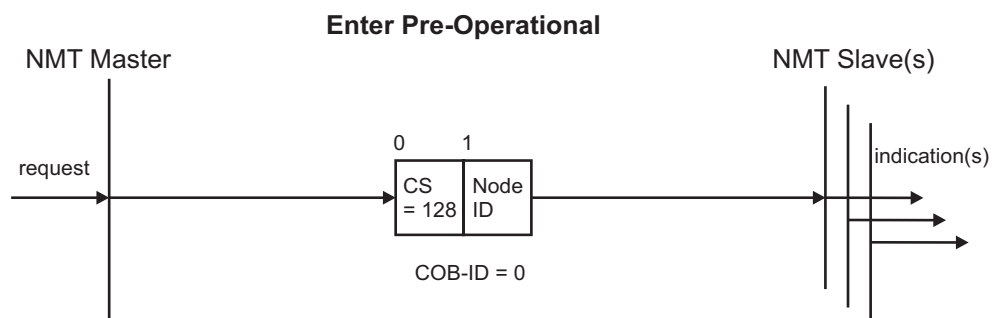 Enter Pre-Operational
NMT Master
NMT Slave(s)
0 1
request
indication(s)
CS
= 128
Node
ID
COB-ID = 0